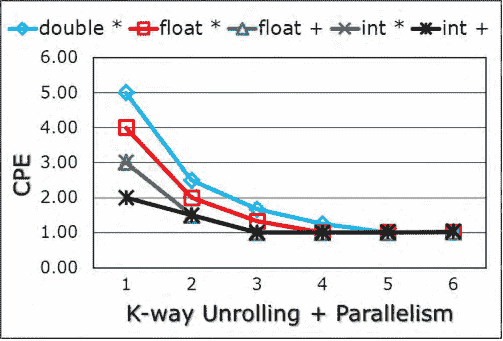 double * float * float + int * int +
6.00
5.00
4.00
3.00
2.00
1.00
0.00
CPE
1 2 3 4 5 6
K-way Unrolling + Parallelism